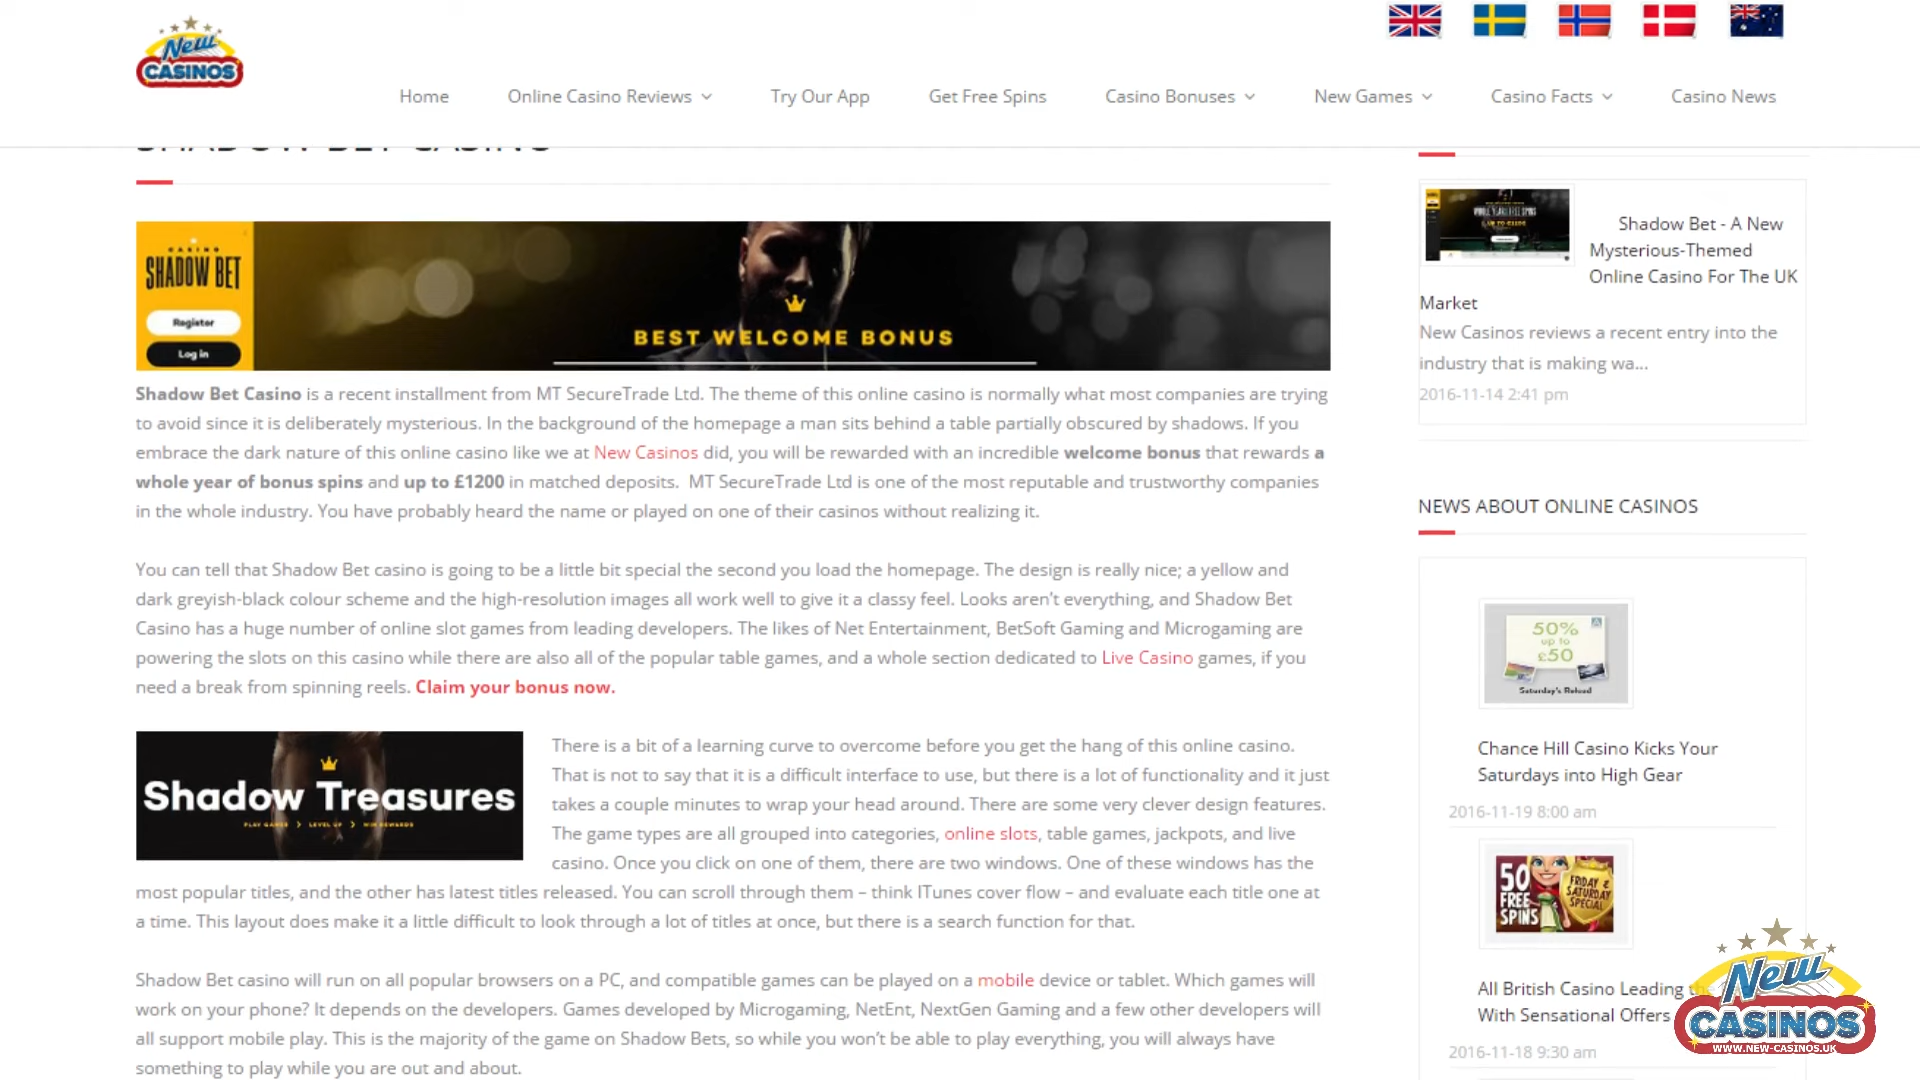 New
CASINOS
Home
Online Casino Reviews
Try Our App
Get Free Spins
Casino Bonuses
New Games
Casino Facts
Casino News
SHADOW BET CASINO
CASINO
SHADOW BET
Register
Log in
BEST WELCOME BONUS
Shadow Bet Casino is a recent installment from MT SecureTrade Ltd. The theme of this online casino is normally what most companies are trying
to avoid since it is deliberately mysterious. In the background of the homepage a man sits behind a table partially obscured by shadows. If you
embrace the dark nature of this online casino like we at New Casinos did, you will be rewarded with an incredible welcome bonus that rewards a
whole year of bonus spins and up to £1200 in matched deposits.  MT SecureTrade Ltd is one of the most reputable and trustworthy companies
in the whole industry. You have probably heard the name or played on one of their casinos without realizing it.
You can tell that Shadow Bet casino is going to be a little bit special the second you load the homepage. The design is really nice; a yellow and
dark greyish-black colour scheme and the high-resolution images all work well to give it a classy feel. Looks aren't everything, and Shadow Bet
Casino has a huge number of online slot games from leading developers. The likes of Net Entertainment, BetSoft Gaming and Microgaming are
powering the slots on this casino while there are also all of the popular table games, and a whole section dedicated to Live Casino games, if you
need a break from spinning reels. Claim your bonus now.
Shadow Treasures
PLAY GAMES > LEVEL UP > WIN REWARDS
There is a bit of a learning curve to overcome before you get the hang of this online casino.
That is not to say that it is a difficult interface to use, but there is a lot of functionality and it just
takes a couple minutes to wrap your head around. There are some very clever design features.
The game types are all grouped into categories, online slots, table games, jackpots, and live
casino. Once you click on one of them, there are two windows. One of these windows has the
most popular titles, and the other has latest titles released. You can scroll through them – think ITunes cover flow – and evaluate each title one at
a time. This layout does make it a little difficult to look through a lot of titles at once, but there is a search function for that.
Shadow Bet casino will run on all popular browsers on a PC, and compatible games can be played on a mobile device or tablet. Which games will
work on your phone? It depends on the developers. Games developed by Microgaming, NetEnt, NextGen Gaming and a few other developers will
all support mobile play. This is the majority of the game on Shadow Bets, so while you won't be able to play everything, you will always have
something to play while you are out and about.
Shadow Bet - A New
Mysterious-Themed
Online Casino For The UK
Market
New Casinos reviews a recent entry into the
industry that is making wa...
2016-11-14 2:41 pm
NEWS ABOUT ONLINE CASINOS
50%
up to
£50
Saturday's Reload
Chance Hill Casino Kicks Your
Saturdays into High Gear
2016-11-19 8:00 am
50
FREE
SPINS
FRIDAY &
SATURDAY
SPECIAL
All British Casino Leading
With Sensational Offers
2016-11-18 9:30 am
New
CASINOS
WWW.NEW-CASINOS.UK